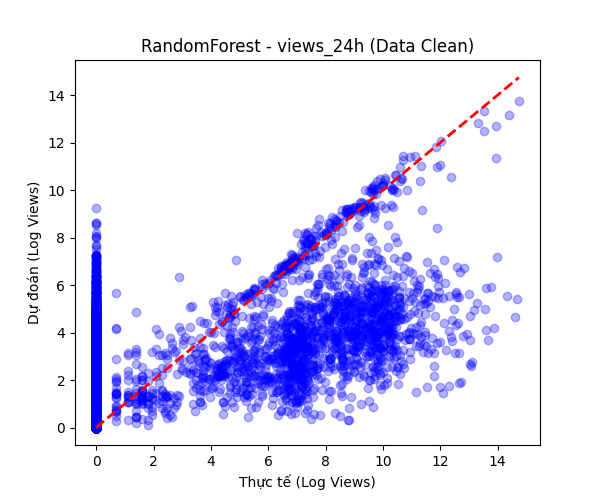 RandomForest - views_24h (Data Clean)
Dự đoán (Log Views)
14
12
10
8
6
4
2
0
0 2 4 6 8 10 12 14
Thực tế (Log Views)